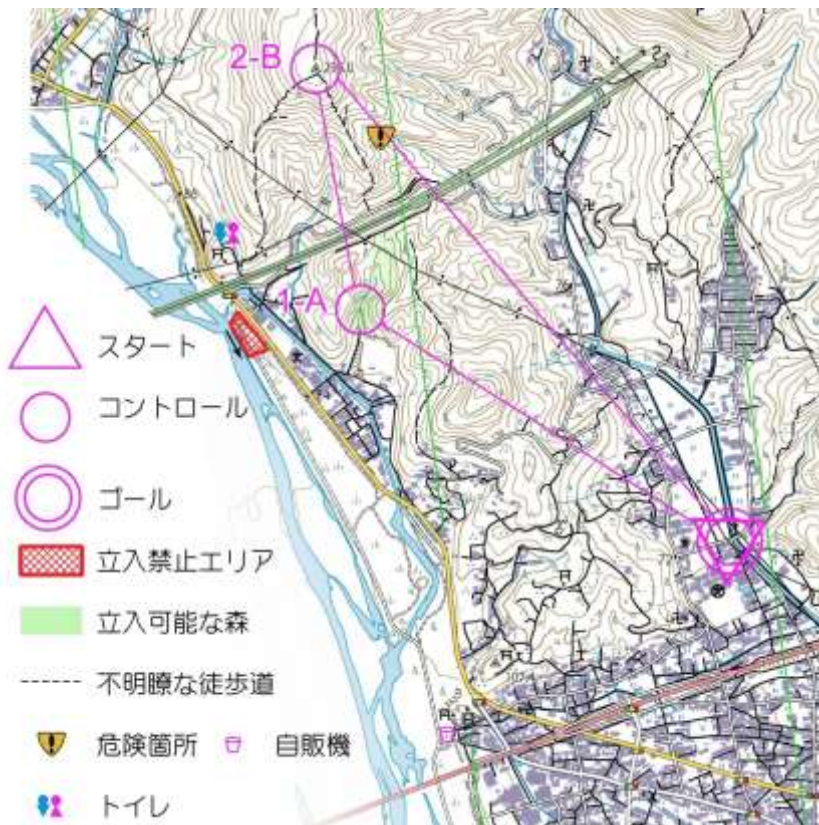 2-B
1-A
スタート
コントロール
ゴール
立入禁止エリア
立入可能な森
不明瞭な徒歩道
危険箇所
自販機
トイレ